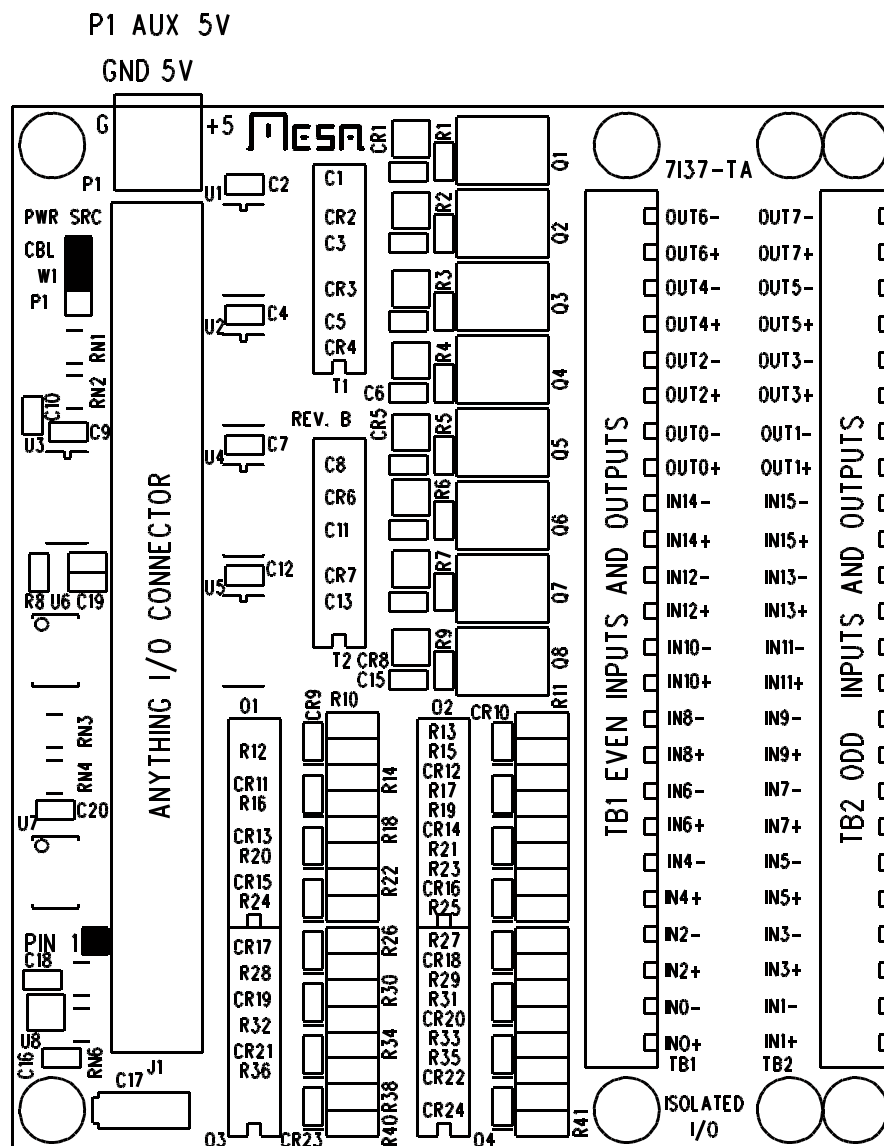 P1 AUX 5V
GND 5V
G +5 MESA
P1
PWR SRC
CBL
W1
P1
U1 C2
U2 C4
U4 C7
U5 C12
RN1
RN2
C10
U3 C9
R8 U6 C19
RN3
RN4
U7 C20
PIN 1
C18
U8
C16 RN6
C17
J1
ANYTHING I/O CONNECTOR
C1
CR2
C3
CR3
C5
CR4
T1
REV. B
C8
CR6
C11
CR7
C13
T2
CR1 R1 Q1
R2 Q2
R3 Q3
R4 Q4
C6
CR5 R5 Q5
R6 Q6
R7 Q7
CR8 R9 Q8
C15
O1 CR9 R10
R12
CR11
R16
CR13
R20
CR15
R24
CR17
R28
CR19
R32
CR21
R36
O3
CR23
R14
R18
R22
R26
R30
R34
R38
R40
O2 CR10 R11
R13
R15
CR12
R17
R19
CR14
R21
R23
CR16
R25
R27
CR18
R29
R31
CR20
R33
R35
CR22
CR24
O4
R41
7I37-TA
TB1 EVEN INPUTS AND OUTPUTS
OUT6- OUT7-
OUT6+ OUT7+
OUT4- OUT5-
OUT4+ OUT5+
OUT2- OUT3-
OUT2+ OUT3+
OUT0- OUT1-
OUT0+ OUT1+
IN14- IN15-
IN14+ IN15+
IN12- IN13-
IN12+ IN13+
IN10- IN11-
IN10+ IN11+
IN8- IN9-
IN8+ IN9+
IN6- IN7-
IN6+ IN7+
IN4- IN5-
IN4+ IN5+
IN2- IN3-
IN2+ IN3+
IN0- IN1-
IN0+ IN1+
TB1 TB2
TB2 ODD INPUTS AND OUTPUTS
ISOLATED
I/O